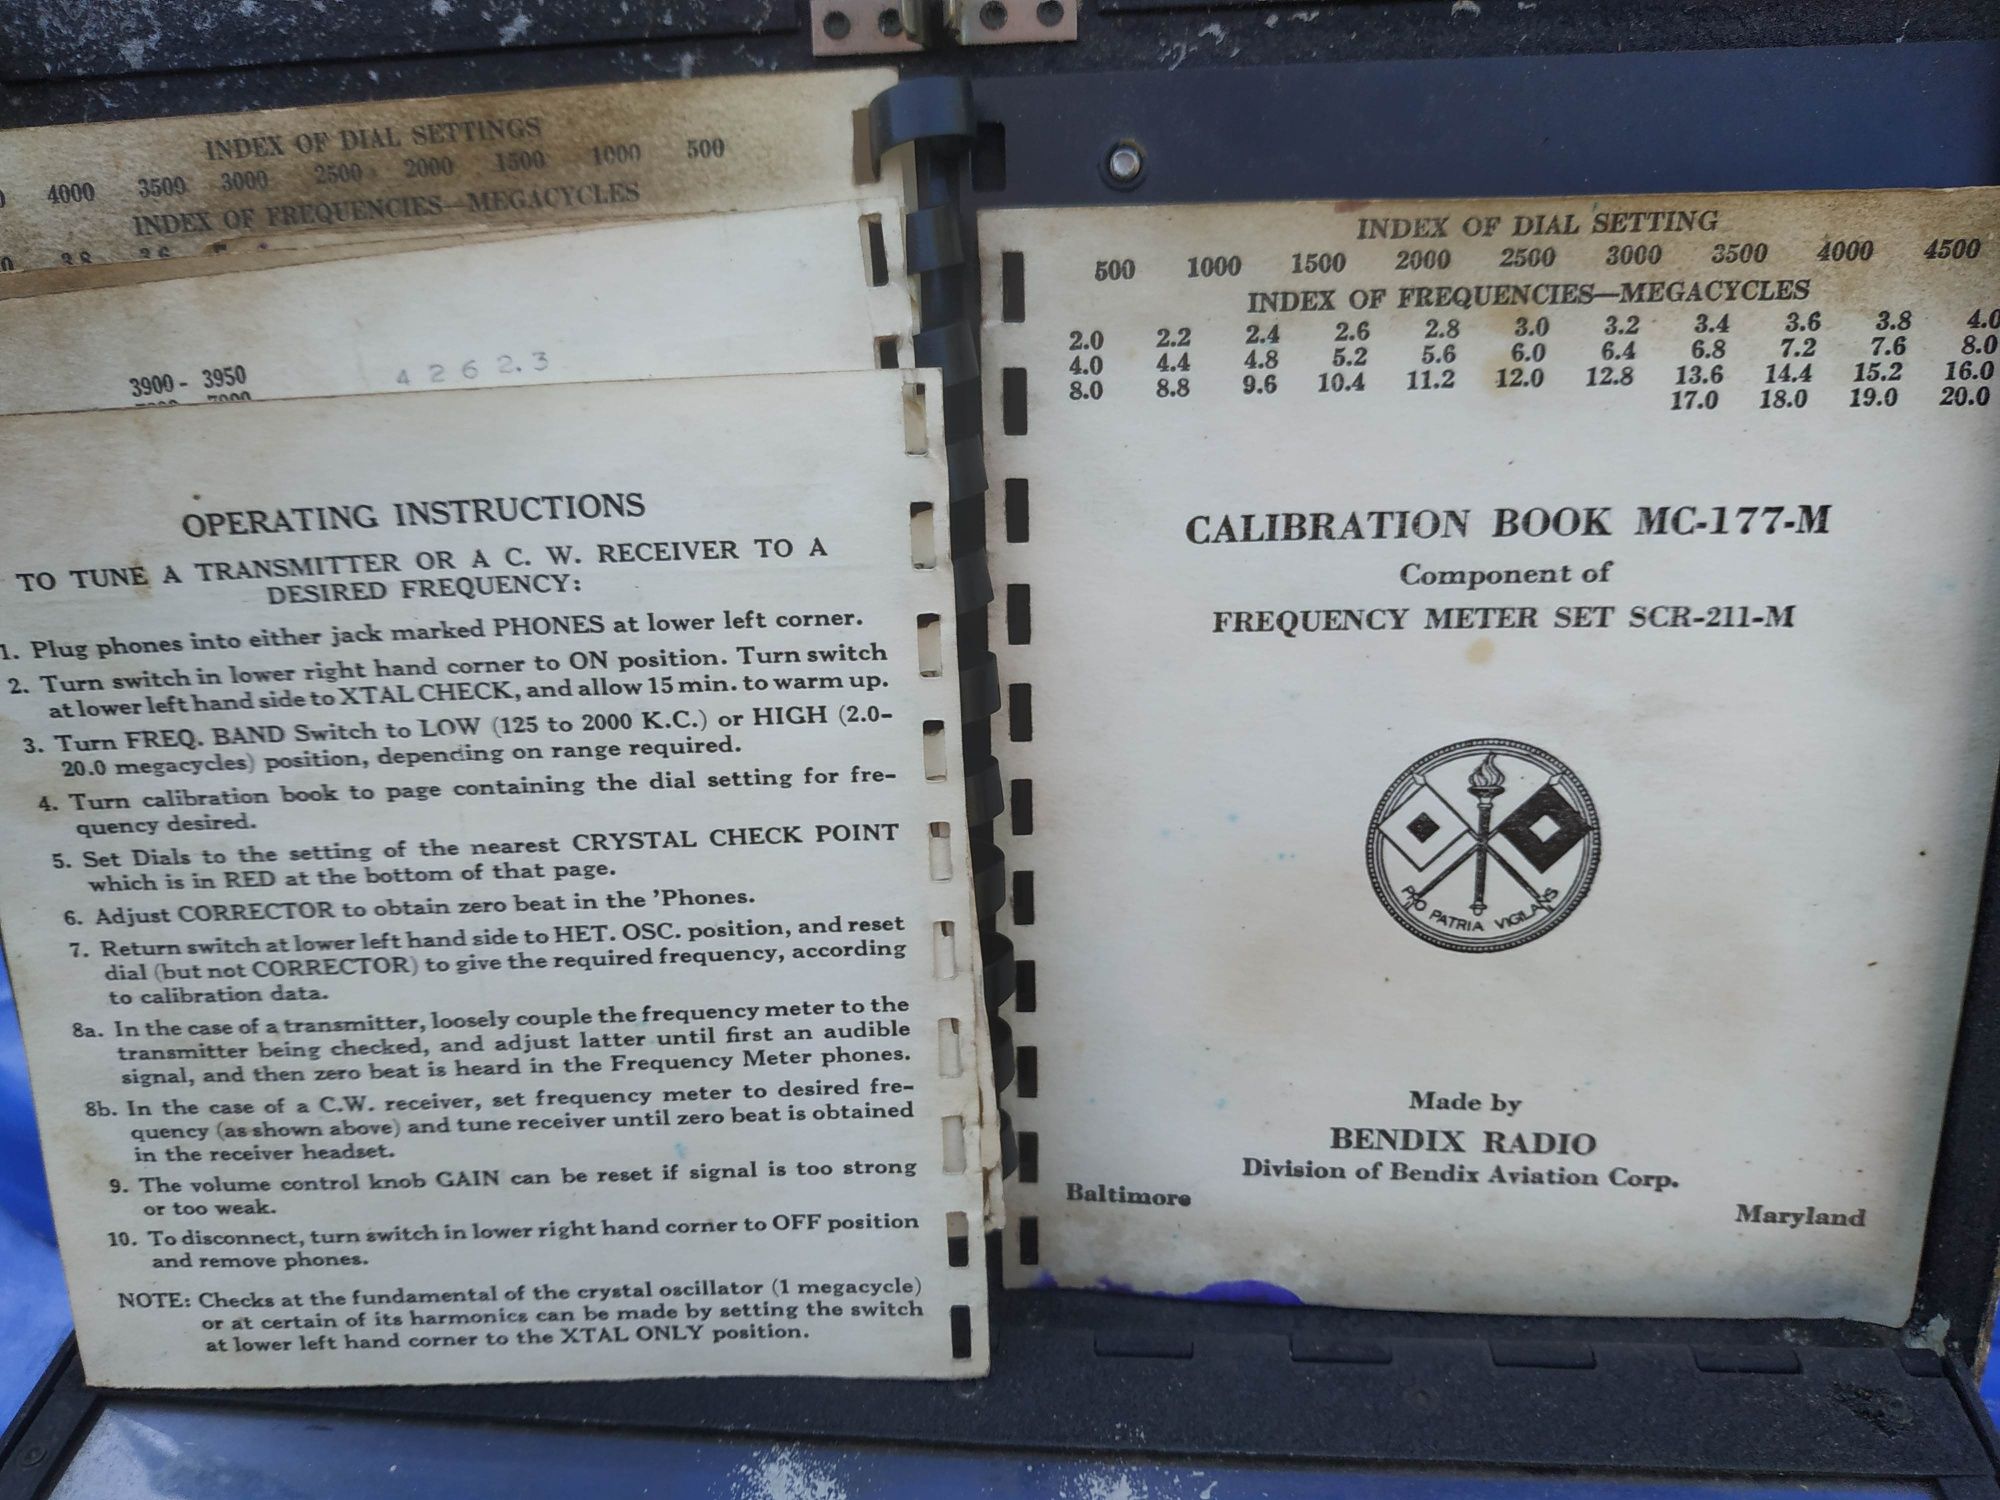 INDEX OF DIAL SETTINGS
4000 3500 3000 2500 2000 1500 1000 500
INDEX OF FREQUENCIES—MEGACYCLES
3.8 3.6
3900 - 3950 4 2 6 2.3
OPERATING INSTRUCTIONS
TO TUNE A TRANSMITTER OR A C. W. RECEIVER TO A
DESIRED FREQUENCY:
1. Plug phones into either jack marked PHONES at lower left corner.
2. Turn switch in lower right hand corner to ON position. Turn switch
at lower left hand side to XTAL CHECK, and allow 15 min. to warm up.
3. Turn FREQ. BAND Switch to LOW (125 to 2000 K.C.) or HIGH (2.0-
20.0 megacycles) position, depending on range required.
4. Turn calibration book to page containing the dial setting for fre-
quency desired.
5. Set Dials to the setting of the nearest CRYSTAL CHECK POINT
which is in RED at the bottom of that page.
6. Adjust CORRECTOR to obtain zero beat in the 'Phones.
7. Return switch at lower left hand side to HET. OSC. position, and reset
dial (but not CORRECTOR) to give the required frequency, according
to calibration data.
8a. In the case of a transmitter, loosely couple the frequency meter to the
transmitter being checked, and adjust latter until first an audible
signal, and then zero beat is heard in the Frequency Meter phones.
8b. In the case of a C.W. receiver, set frequency meter to desired fre-
quency (as shown above) and tune receiver until zero beat is obtained
in the receiver headset.
9. The volume control knob GAIN can be reset if signal is too strong
or too weak.
10. To disconnect, turn switch in lower right hand corner to OFF position
and remove phones.
NOTE: Checks at the fundamental of the crystal oscillator (1 megacycle)
or at certain of its harmonics can be made by setting the switch
at lower left hand corner to the XTAL ONLY position.
INDEX OF DIAL SETTING
500 1000 1500 2000 2500 3000 3500 4000 4500
INDEX OF FREQUENCIES—MEGACYCLES
2.0 2.2 2.4 2.6 2.8 3.0 3.2 3.4 3.6 3.8 4.0
4.0 4.4 4.8 5.2 5.6 6.0 6.4 6.8 7.2 7.6 8.0
8.0 8.8 9.6 10.4 11.2 12.0 12.8 13.6 14.4 15.2 16.0
17.0 18.0 19.0 20.0
CALIBRATION BOOK MC-177-M
Component of
FREQUENCY METER SET SCR-211-M
PRO PATRIA VIGILANS
Made by
BENDIX RADIO
Division of Bendix Aviation Corp.
Baltimore Maryland